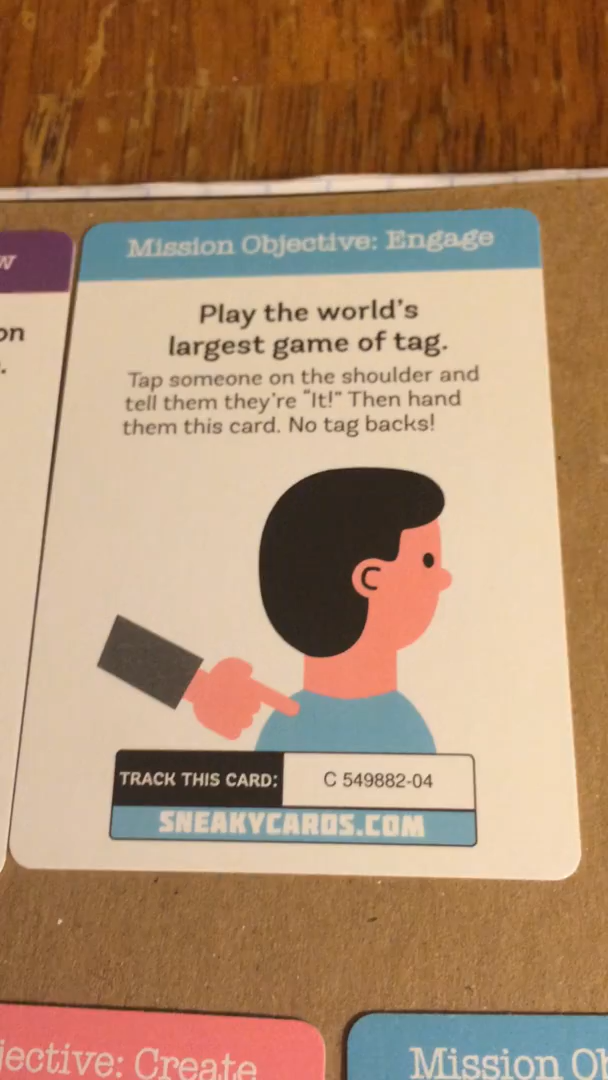 Mission Objective: Engage
w
on
.
Play the world's
largest game of tag.
Tap someone on the shoulder and
tell them they're "It!" Then hand
them this card. No tag backs!
TRACK THIS CARD: C 549882-04
SNEAKYCARDS.COM
jective: Create
Mission Ob